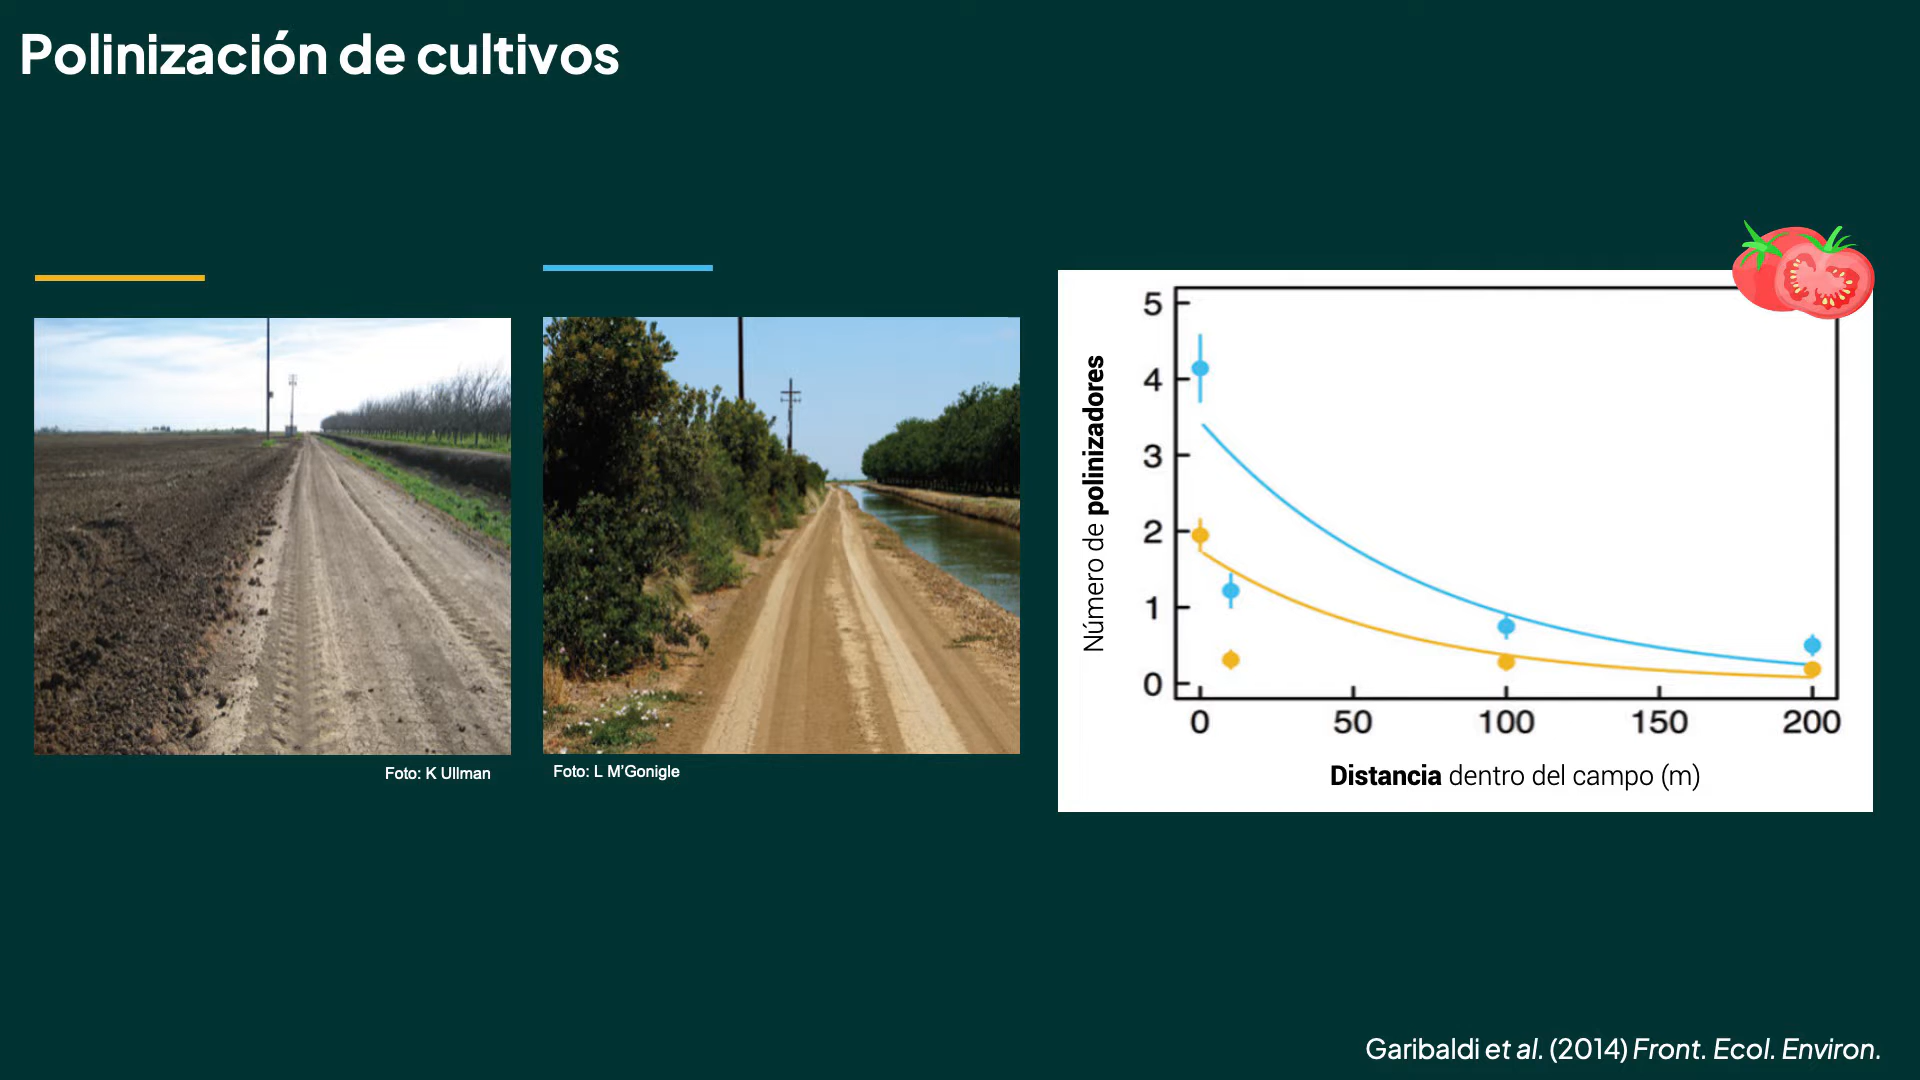 Polinización de cultivos
Foto: K Ullman
Foto: L M'Gonigle
Número de polinizadores
5
4
3
2
1
0
0 50 100 150 200
Distancia dentro del campo (m)
Garibaldi et al. (2014) Front. Ecol. Environ.